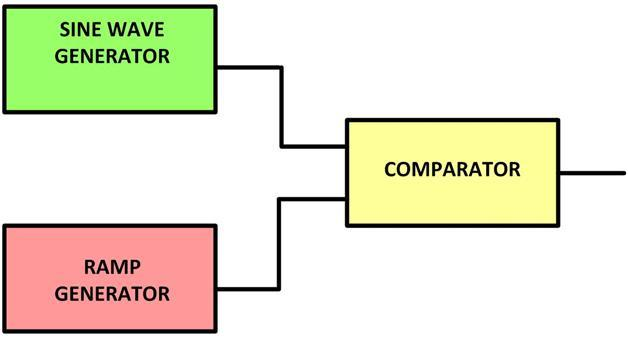 SINE WAVE
GENERATOR
COMPARATOR
RAMP
GENERATOR